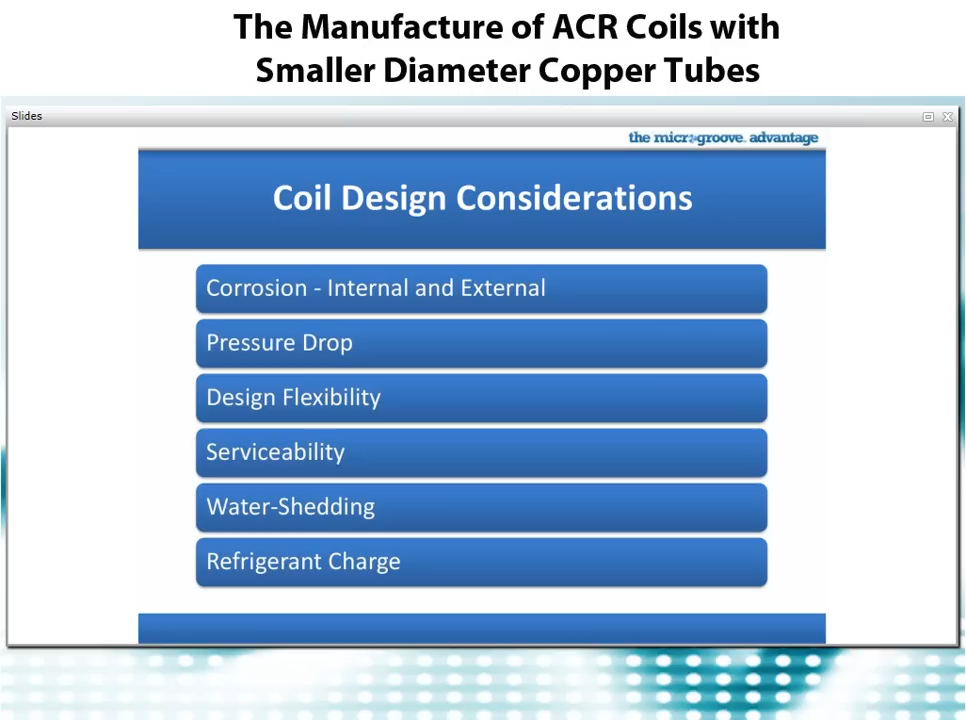 The Manufacture of ACR Coils with
Smaller Diameter Copper Tubes
Slides
the microgroove. advantage
Coil Design Considerations
Corrosion - Internal and External
Pressure Drop
Design Flexibility
Serviceability
Water-Shedding
Refrigerant Charge